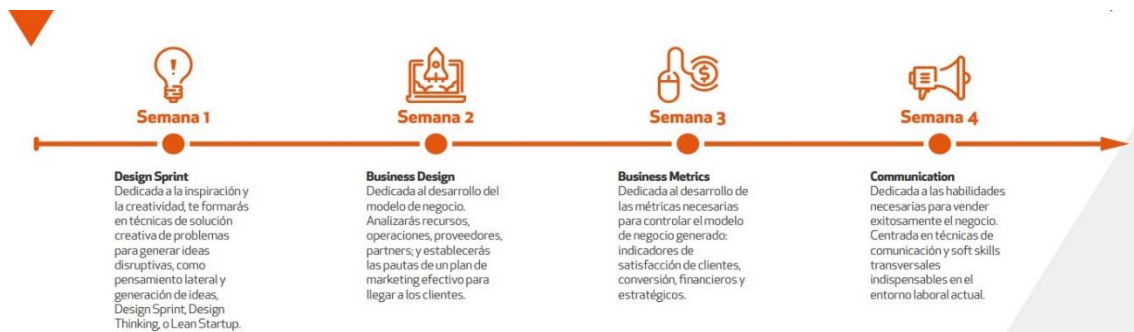 Semana 1
Design Sprint
Dedicada a la inspiración y
la creatividad, te formarás
en técnicas de solución
creativa de problemas
para generar ideas
disruptivas, como
pensamiento lateral y
generación de ideas,
Design Sprint, Design
Thinking, o Lean Startup.
Semana 2
Business Design
Dedicada al desarrollo del
modelo de negocio.
Analizarás recursos,
operaciones, proveedores,
partners; y establecerás
las pautas de un plan de
marketing efectivo para
llegar a los clientes.
Semana 3
Business Metrics
Dedicada al desarrollo de
las métricas necesarias
para controlar el modelo
de negocio generado:
indicadores de
satisfacción de clientes,
conversión, financieros y
estratégicos.
Semana 4
Communication
Dedicada a las habilidades
necesarias para vender
exitosamente el negocio.
Centrada en técnicas de
comunicación y soft skills
transversales
indispensables en el
entorno laboral actual.